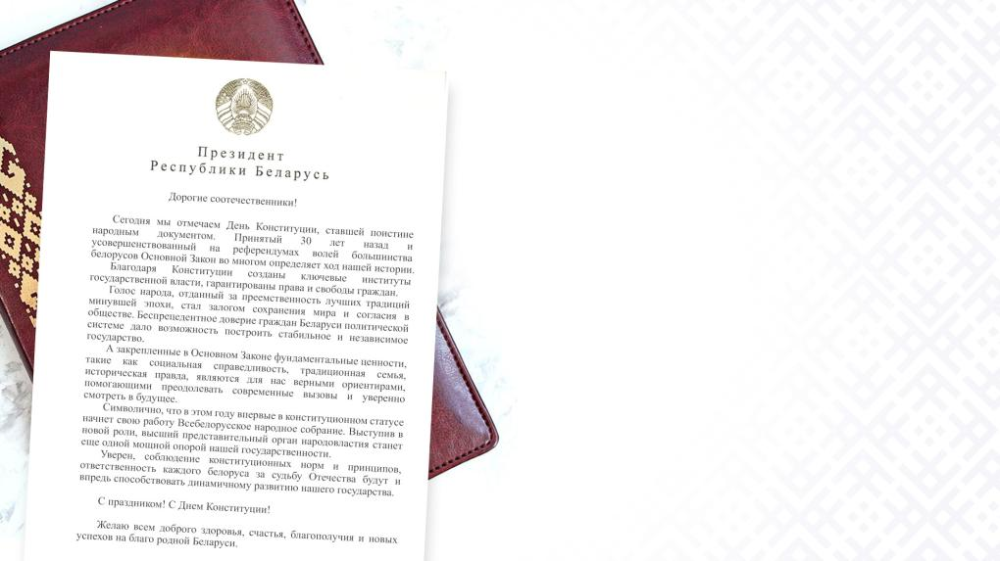 Президент
Республики Беларусь
Дорогие соотечественники!
Сегодня мы отмечаем День Конституции, ставшей поистине
народным документом. Принятый 30 лет назад и
усовершенствованный на референдумах волей большинства
белорусов Основной Закон во многом определяет ход нашей истории.
Благодаря Конституции созданы ключевые институты
государственной власти, гарантированы права и свободы граждан.
Голос народа, отданный за преемственность лучших традиций
минувшей эпохи, стал залогом сохранения мира и согласия в
обществе. Беспрецедентное доверие граждан Беларуси политической
системе дало возможность построить стабильное и независимое
государство.
А закрепленные в Основном Законе фундаментальные ценности,
такие как социальная справедливость, традиционная семья,
историческая правда, являются для нас верными ориентирами,
помогающими преодолевать современные вызовы и уверенно
смотреть в будущее.
Символично, что в этом году впервые в конституционном статусе
начнет свою работу Всебелорусское народное собрание. Выступив в
новой роли, высший представительный орган народовластия станет
еще одной мощной опорой нашей государственности.
Уверен, соблюдение конституционных норм и принципов,
ответственность каждого белоруса за судьбу Отечества будут и
впредь способствовать динамичному развитию нашего государства.
С праздником! С Днем Конституции!
Желаю всем доброго здоровья, счастья, благополучия и новых
успехов на благо родной Беларуси.